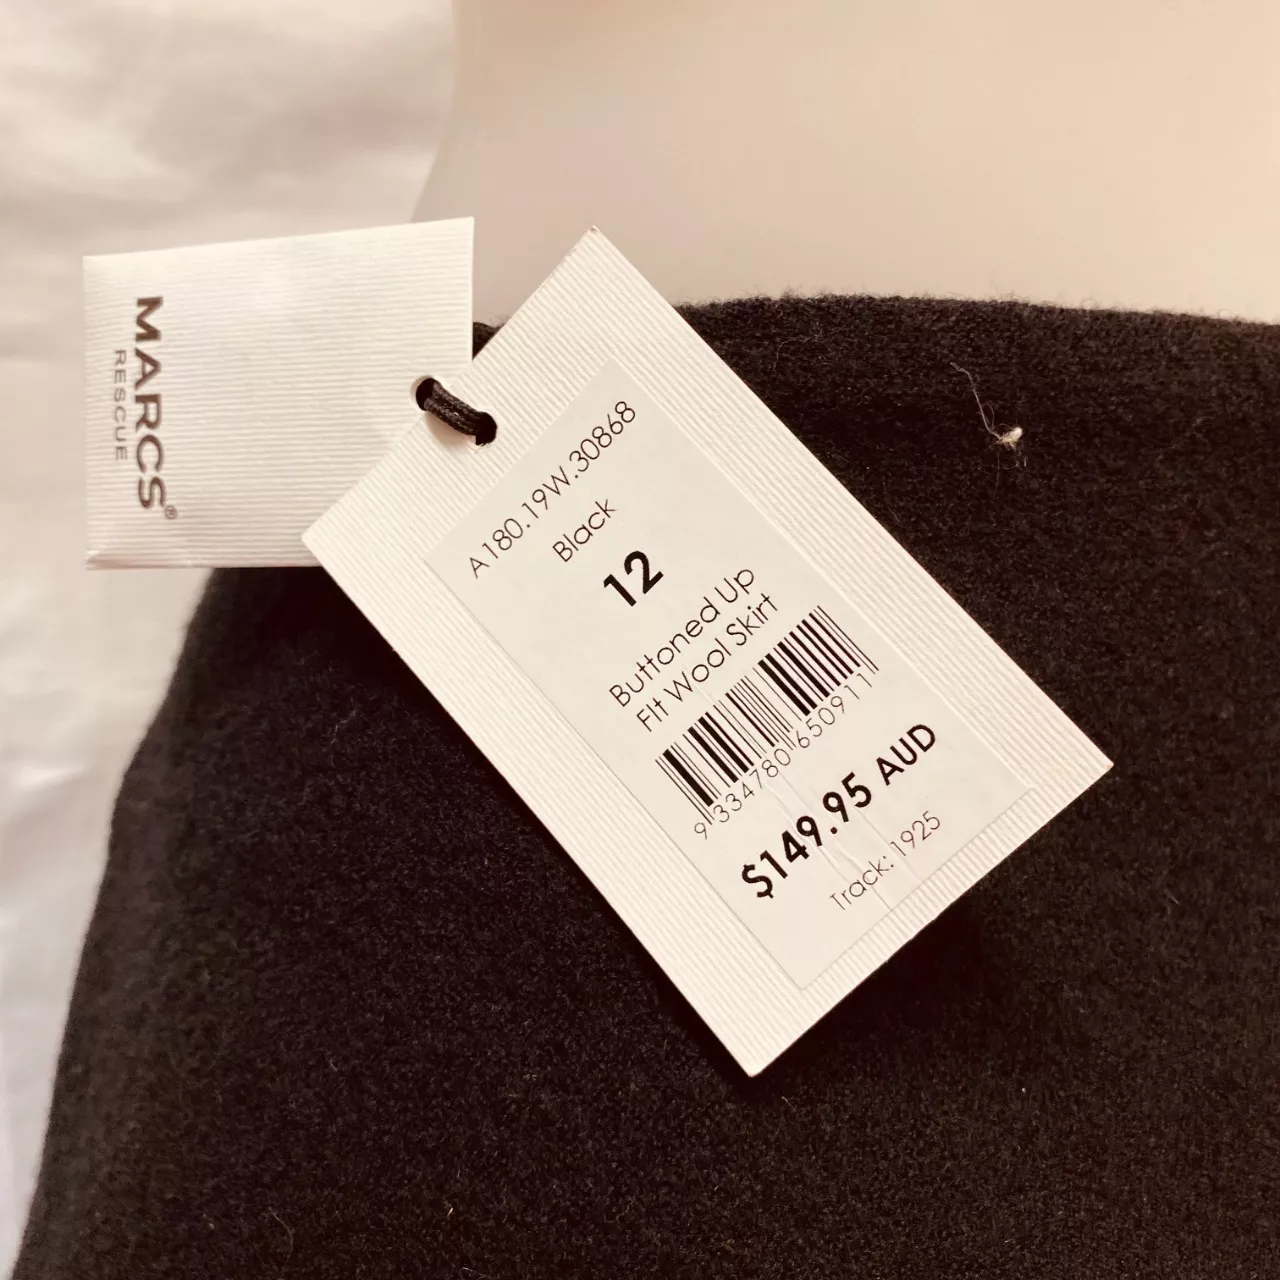 MARCS®
RESCUE
A180.19W.30868
Black
12
Buttoned Up
Fit Wool Skirt
9 334780 650911
$149.95 AUD
Track: 1925